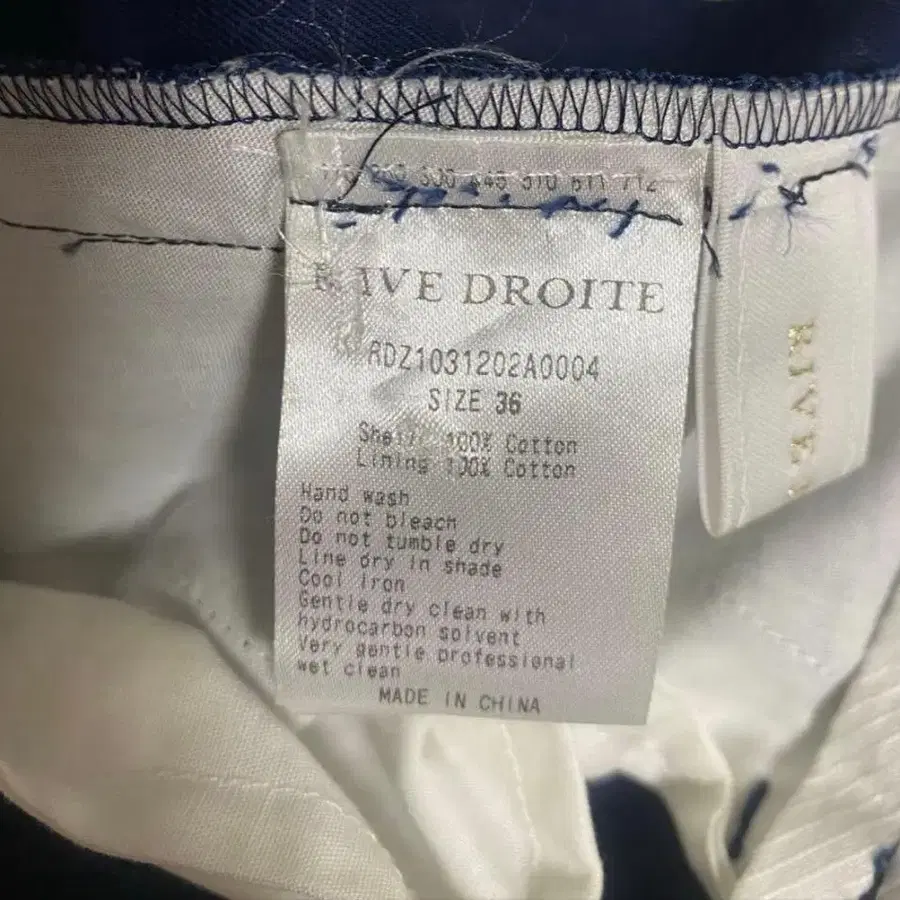 RIVE DROITE
RDZ1031202A0004
SIZE 36
Shell 100% Cotton
Lining 100% Cotton
Hand wash
Do not bleach
Do not tumble dry
Line dry in shade
Cool iron
Gentle dry clean with
hydrocarbon solvent
Very gentle professional
wet clean
MADE IN CHINA
RIVE